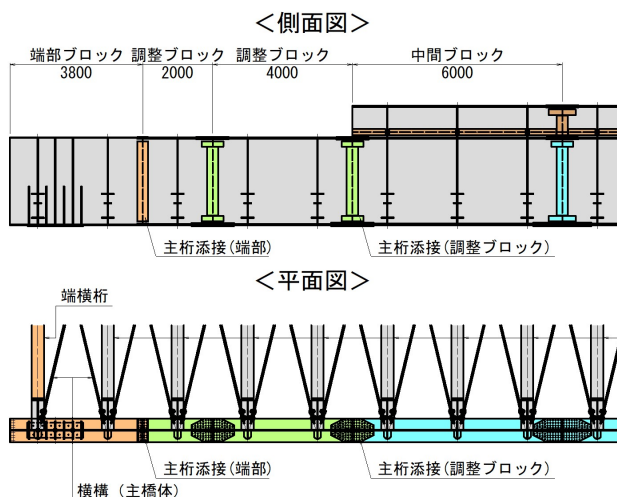 ＜側面図＞
端部ブロック 調整ブロック 調整ブロック 中間ブロック
3800 2000 4000 6000
主桁添接(端部) 主桁添接(調整ブロック)
＜平面図＞
端横桁
主桁添接(端部) 主桁添接(調整ブロック)
横構（主橋体）